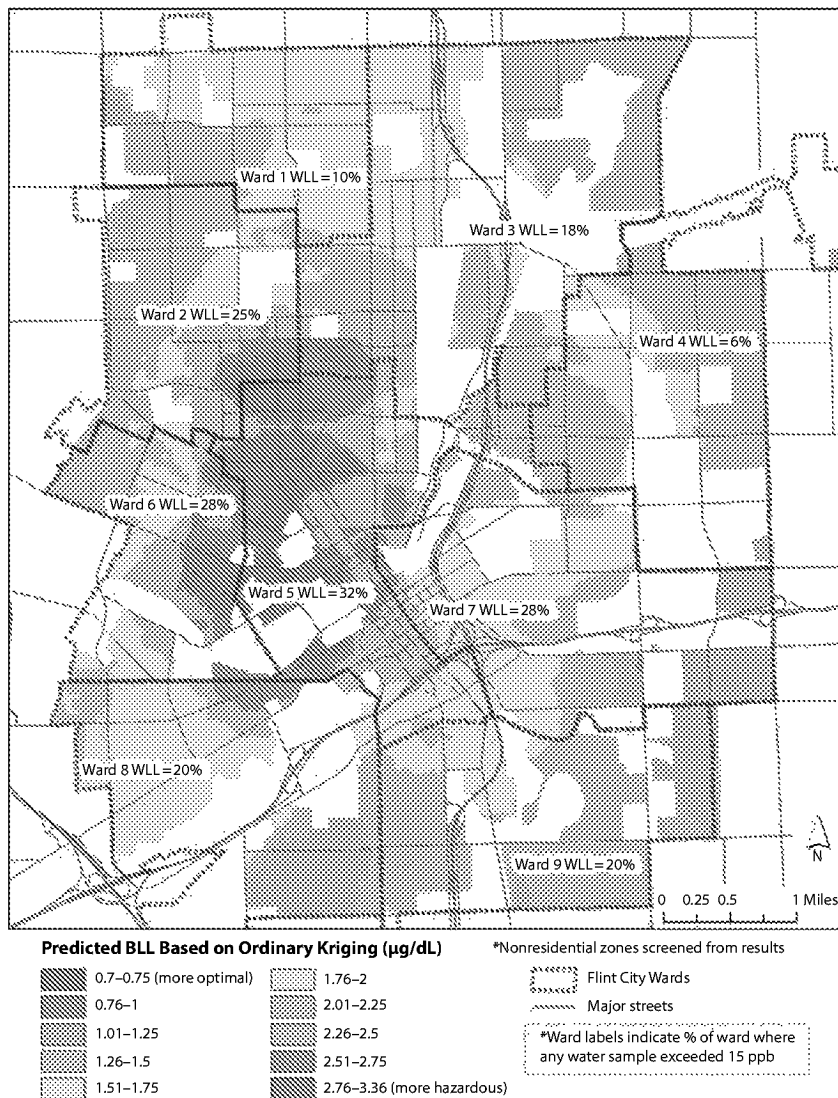 Ward 1 WLL = 10%
Ward 3 WLL = 18%
Ward 2 WLL = 25%
Ward 4 WLL = 6%
Ward 6 WLL = 28%
Ward 5 WLL = 32%
Ward 7 WLL = 28%
Ward 8 WLL = 20%
Ward 9 WLL = 20%
N
0 0.25 0.5 1 Miles
Predicted BLL Based on Ordinary Kriging (µg/dL)
*Nonresidential zones screened from results
0.7–0.75 (more optimal)
0.76–1
1.01–1.25
1.26–1.5
1.51–1.75
1.76–2
2.01–2.25
2.26–2.5
2.51–2.75
2.76–3.36 (more hazardous)
Flint City Wards
Major streets
*Ward labels indicate % of ward where
any water sample exceeded 15 ppb